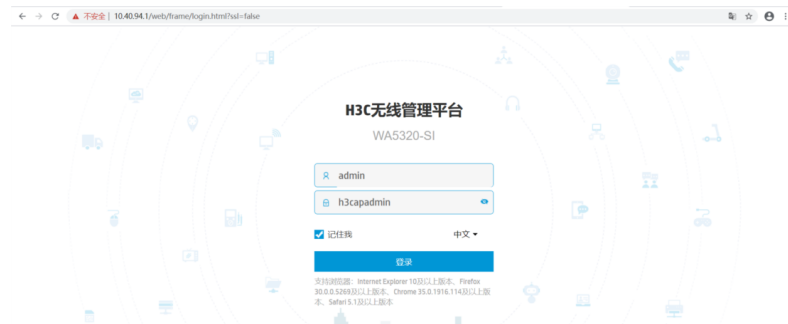 不安全 | 10.40.94.1/web/frame/login.html?ssl=false
H3C无线管理平台
WA5320-SI
admin
h3capadmin
记住我 中文
登录
支持浏览器：Internet Explorer 10及以上版本、Firefox
30.0.0.5269及以上版本、Chrome 35.0.1916.114及以上版
本、Safari 5.1及以上版本